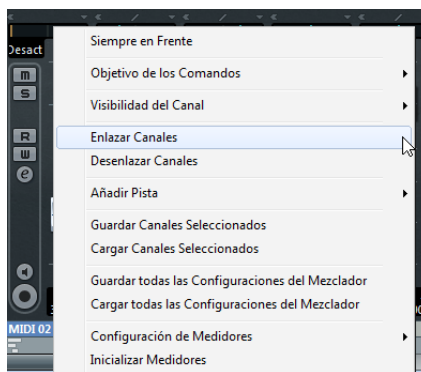 Desact
Siempre en Frente
m
Objetivo de los Comandos
S
Visibilidad del Canal
R
Enlazar Canales
W
Desenlazar Canales
e
Añadir Pista
Guardar Canales Seleccionados
Cargar Canales Seleccionados
Guardar todas las Configuraciones del Mezclador
Cargar todas las Configuraciones del Mezclador
MIDI 02
Configuración de Medidores
Inicializar Medidores